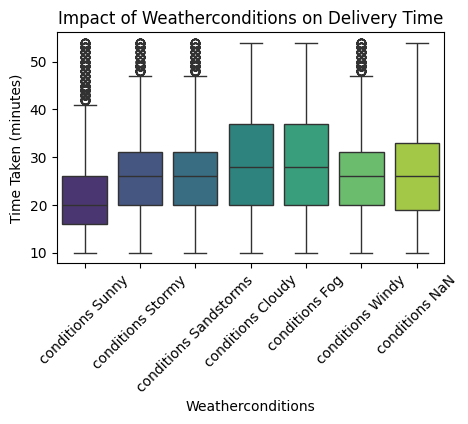 Impact of Weatherconditions on Delivery Time
Time Taken (minutes)
50
40
30
20
10
conditions Sunny
conditions Stormy
conditions Sandstorms
conditions Cloudy
conditions Fog
conditions Windy
conditions NaN
Weatherconditions